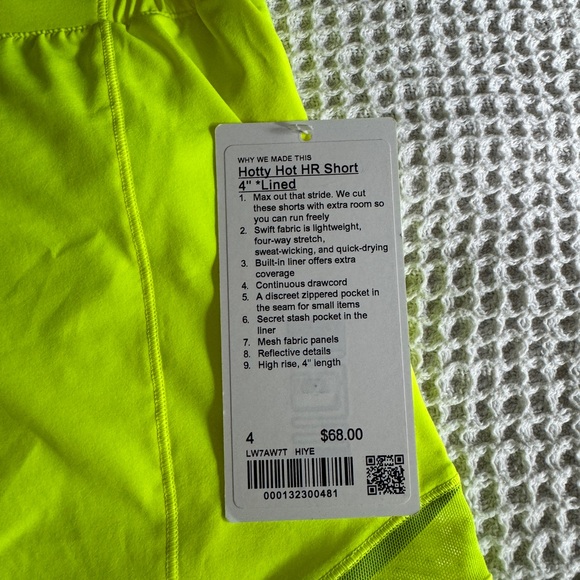 WHY WE MADE THIS
Hotty Hot HR Short
4" *Lined
1. Max out that stride. We cut
these shorts with extra room so
you can run freely
2. Swift fabric is lightweight,
four-way stretch,
sweat-wicking, and quick-drying
3. Built-in liner offers extra
coverage
4. Continuous drawcord
5. A discreet zippered pocket in
the seam for small items
6. Secret stash pocket in the
liner
7. Mesh fabric panels
8. Reflective details
9. High rise, 4" length
4 $68.00
LW7AW7T HIYE
000132300481